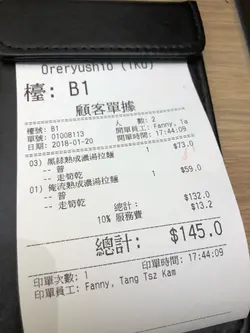 Oreryushio (TKO)
檯: B1
顧客單據
檯號: B1 人 數: 2
單號: 01008113 開單員工: Fanny, Ta
日期: 2018-01-20 開單時間: 17:44:09
03) 黑蒜熟成濃湯拉麵 1 $73.0
-- 普
-- 走筍乾
01) 俺流熟成濃湯拉麵 1 $59.0
-- 普
-- 走筍乾
總計: $132.0
10% 服務費 $13.2
總計: $145.0
印單次數: 1 印單時間: 17:44:09
印單員工: Fanny, Tang Tsz Kam